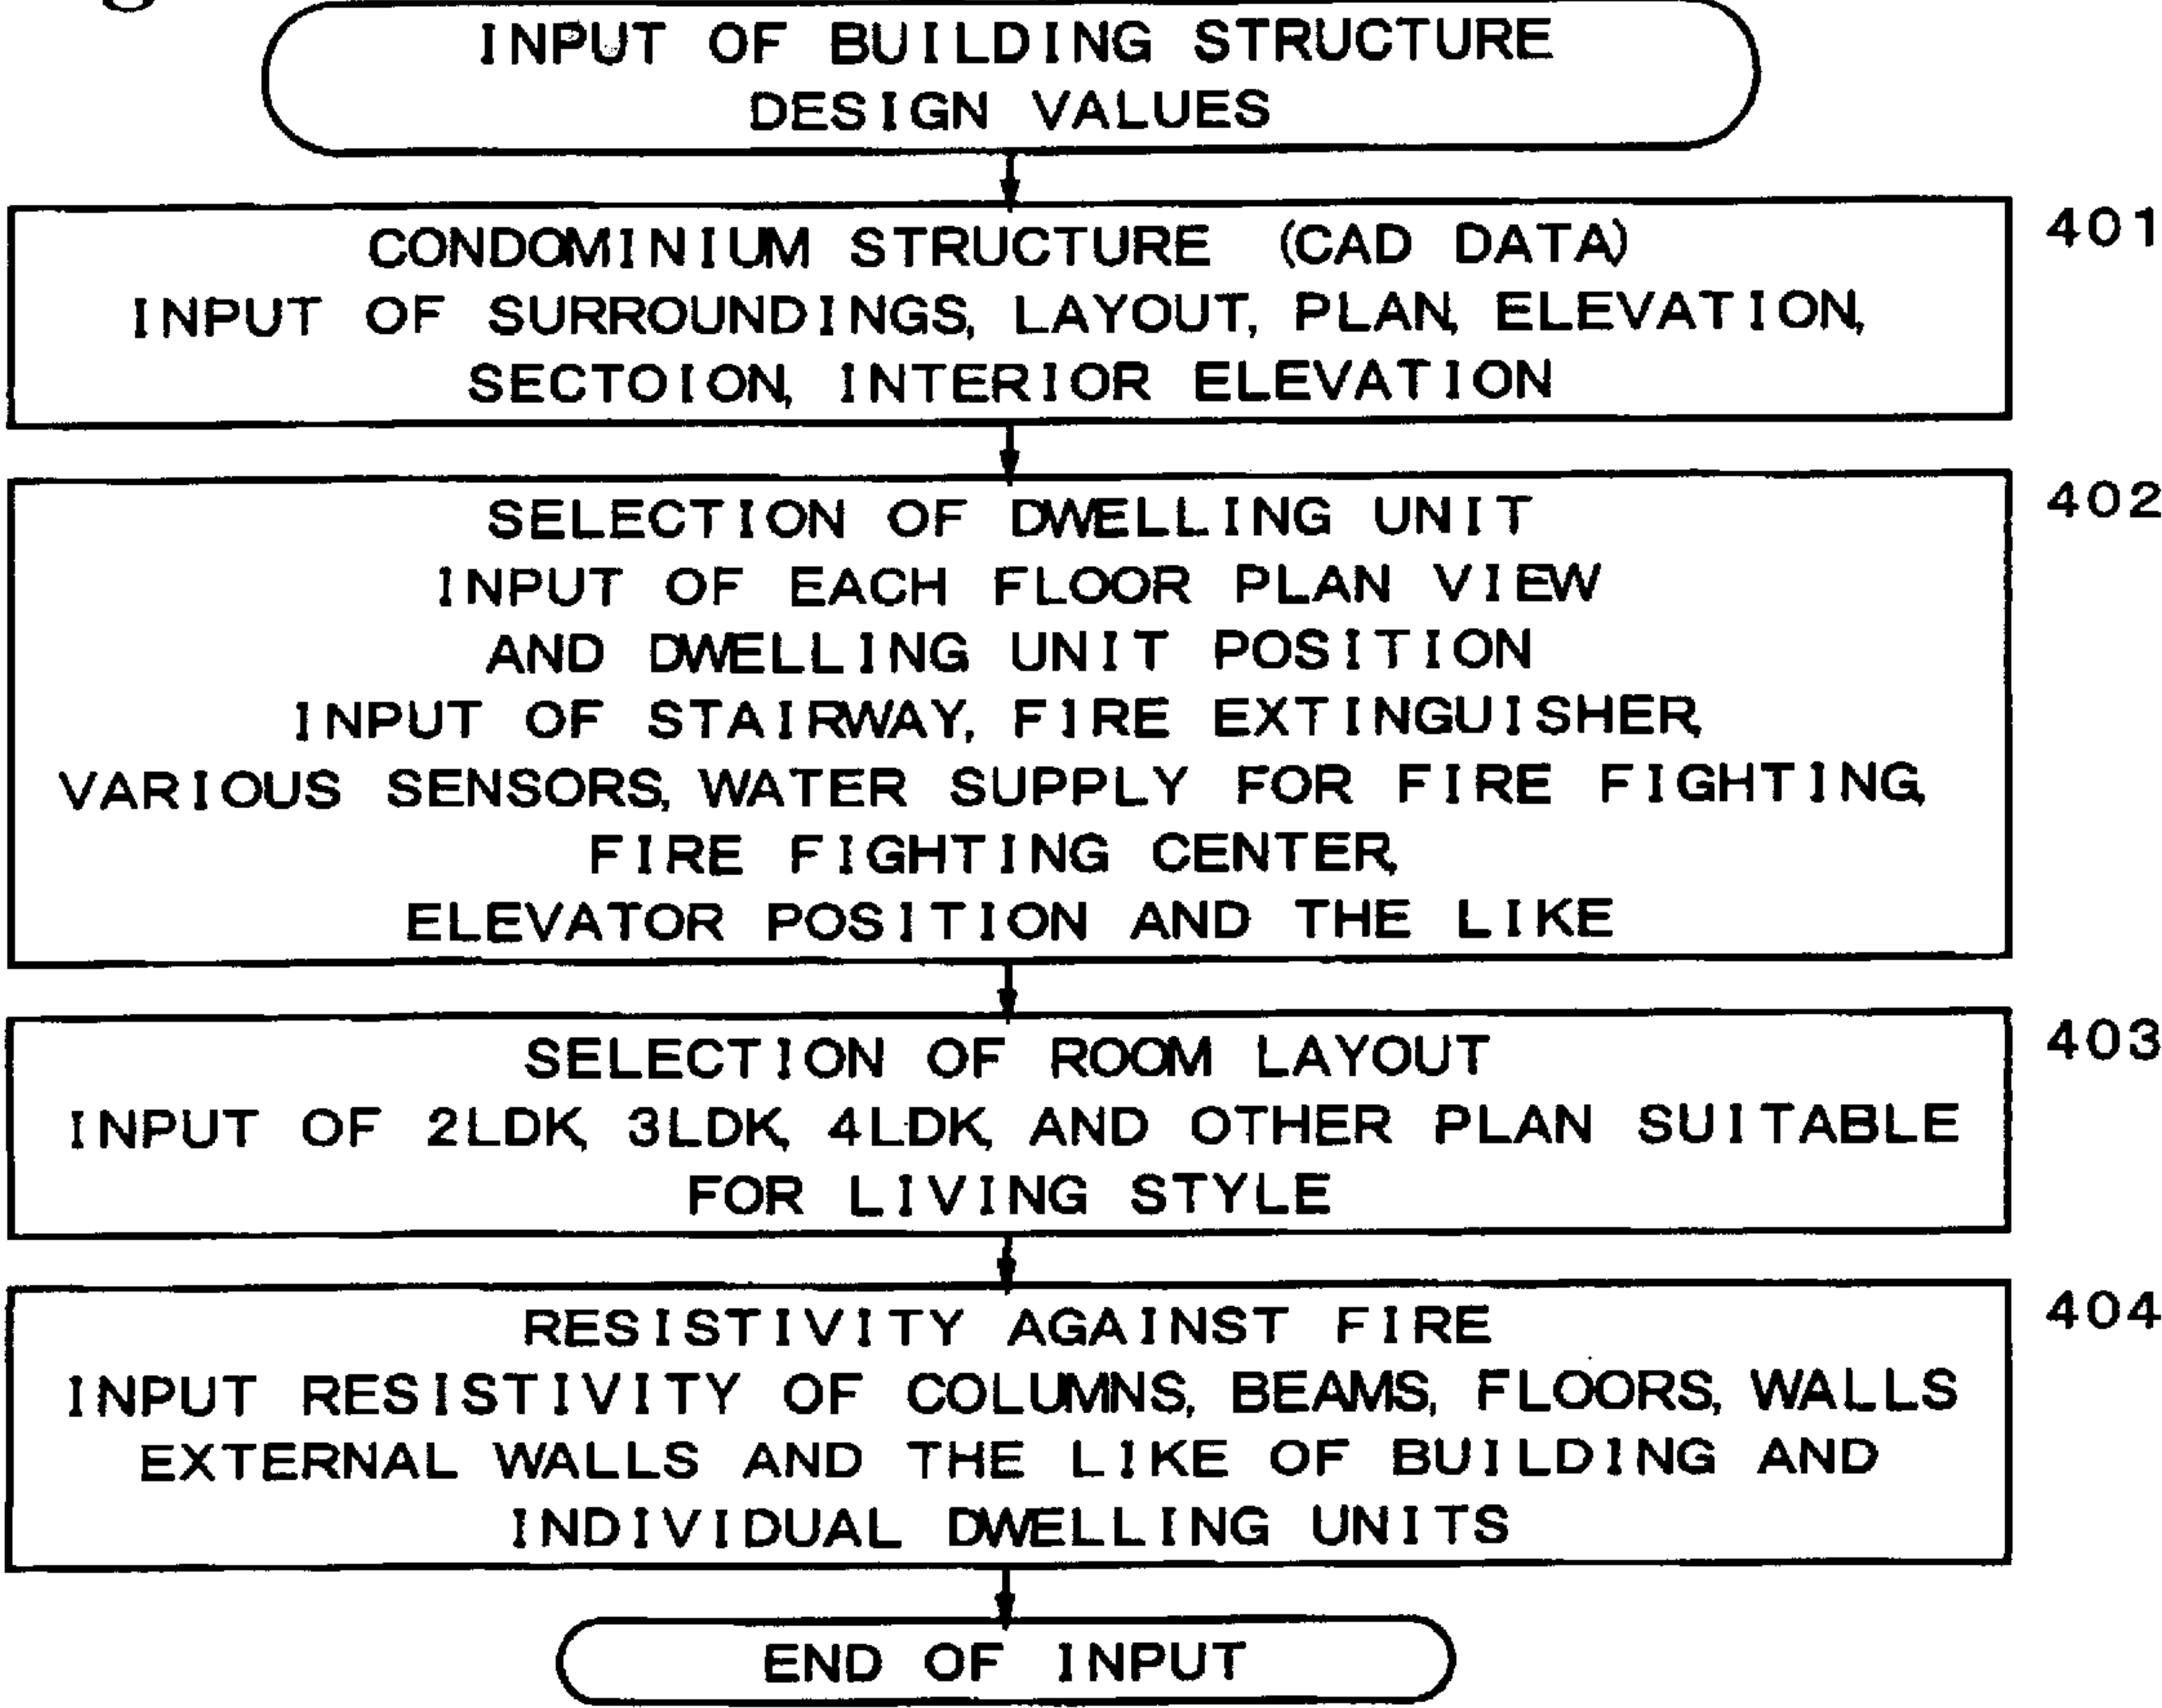 INPUT OF BUILDING STRUCTURE
DESIGN VALUES
CONDOMINIUM STRUCTURE (CAD DATA)
INPUT OF SURROUNDINGS, LAYOUT, PLAN, ELEVATION,
SECTOION, INTERIOR ELEVATION
401
SELECTION OF DWELLING UNIT
INPUT OF EACH FLOOR PLAN VIEW
AND DWELLING UNIT POSITION
INPUT OF STAIRWAY, FIRE EXTINGUISHER,
VARIOUS SENSORS, WATER SUPPLY FOR FIRE FIGHTING,
FIRE FIGHTING CENTER,
ELEVATOR POSITION AND THE LIKE
402
SELECTION OF ROOM LAYOUT
INPUT OF 2LDK, 3LDK, 4LDK, AND OTHER PLAN SUITABLE
FOR LIVING STYLE
403
RESISTIVITY AGAINST FIRE
INPUT RESISTIVITY OF COLUMNS, BEAMS, FLOORS, WALLS
EXTERNAL WALLS AND THE LIKE OF BUILDING AND
INDIVIDUAL DWELLING UNITS
404
END OF INPUT